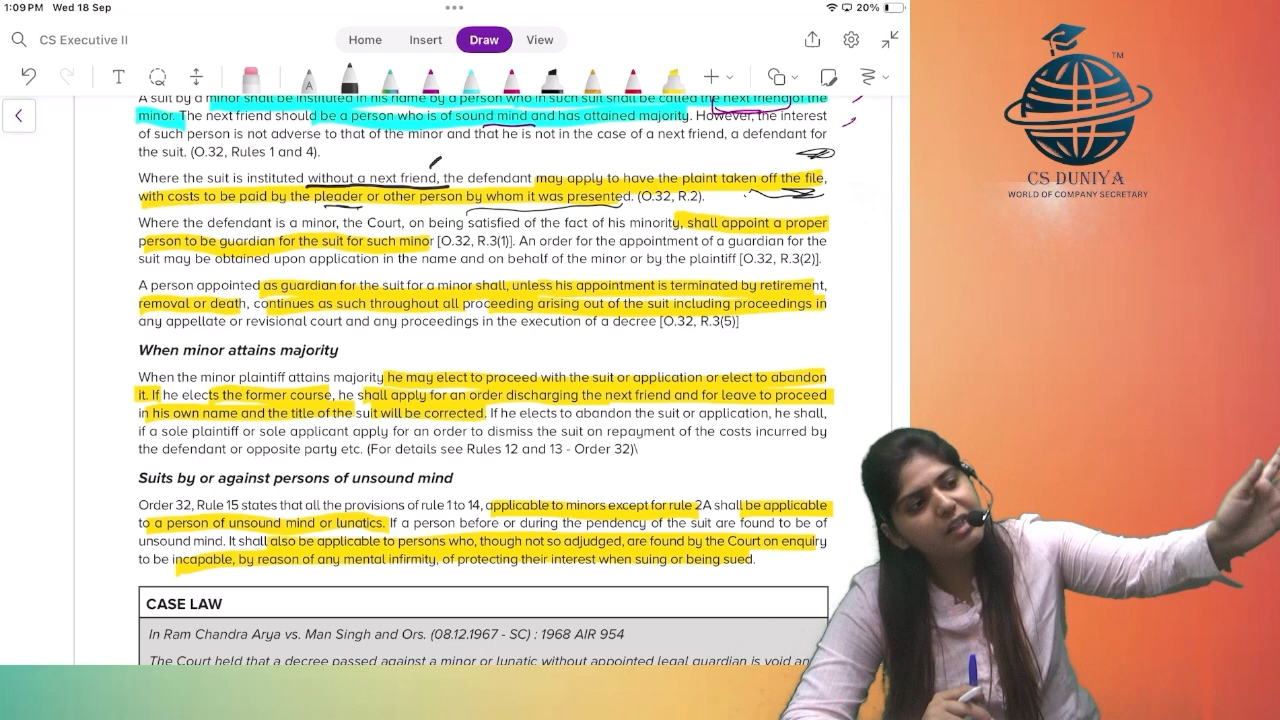 1:09 PM Wed 18 Sep
20%
CS Executive II
Home Insert Draw View
A suit by a minor shall be instituted in his name by a person who in such suit shall be called the next friend of the
minor. The next friend should be a person who is of sound mind and has attained majority. However, the interest
of such person is not adverse to that of the minor and that he is not in the case of a next friend, a defendant for
the suit. (O.32, Rules 1 and 4).
Where the suit is instituted without a next friend, the defendant may apply to have the plaint taken off the file,
with costs to be paid by the pleader or other person by whom it was presented. (O.32, R.2).
Where the defendant is a minor, the Court, on being satisfied of the fact of his minority, shall appoint a proper
person to be guardian for the suit for such minor [O.32, R.3(1)]. An order for the appointment of a guardian for the
suit may be obtained upon application in the name and on behalf of the minor or by the plaintiff [O.32, R.3(2)].
A person appointed as guardian for the suit for a minor shall, unless his appointment is terminated by retirement,
removal or death, continues as such throughout all proceeding arising out of the suit including proceedings in
any appellate or revisional court and any proceedings in the execution of a decree [O.32, R.3(5)]
When minor attains majority
When the minor plaintiff attains majority he may elect to proceed with the suit or application or elect to abandon
it. If he elects the former course, he shall apply for an order discharging the next friend and for leave to proceed
in his own name and the title of the suit will be corrected. If he elects to abandon the suit or application, he shall,
if a sole plaintiff or sole applicant apply for an order to dismiss the suit on repayment of the costs incurred by
the defendant or opposite party etc. (For details see Rules 12 and 13 - Order 32)\
Suits by or against persons of unsound mind
Order 32, Rule 15 states that all the provisions of rule 1 to 14, applicable to minors except for rule 2A shall be applicable
to a person of unsound mind or lunatics. If a person before or during the pendency of the suit are found to be of
unsound mind. It shall also be applicable to persons who, though not so adjudged, are found by the Court on enquiry
to be incapable, by reason of any mental infirmity, of protecting their interest when suing or being sued.
CASE LAW
In Ram Chandra Arya vs. Man Singh and Ors. (08.12.1967 - SC) : 1968 AIR 954
The Court held that a decree passed against a minor or lunatic without appointed legal guardian is void an
TM
CS DUNIYA
WORLD OF COMPANY SECRETARY